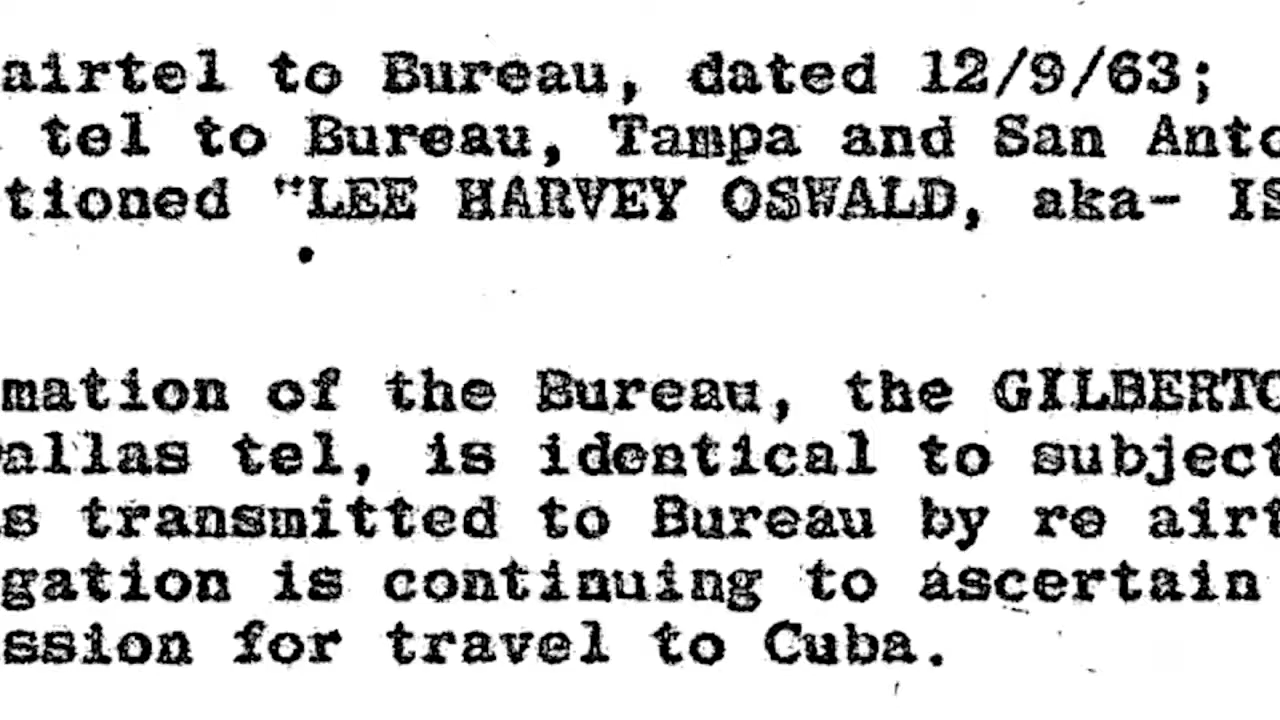 airtel to Bureau, dated 12/9/63;
tel to Bureau, Tampa and San Anto
tioned "LEE HARVEY OSWALD, aka- IS
mation of the Bureau, the GILBERTO
allas tel, is identical to subject
s transmitted to Bureau by re airt
gation is continuing to ascertain
ssion for travel to Cuba.